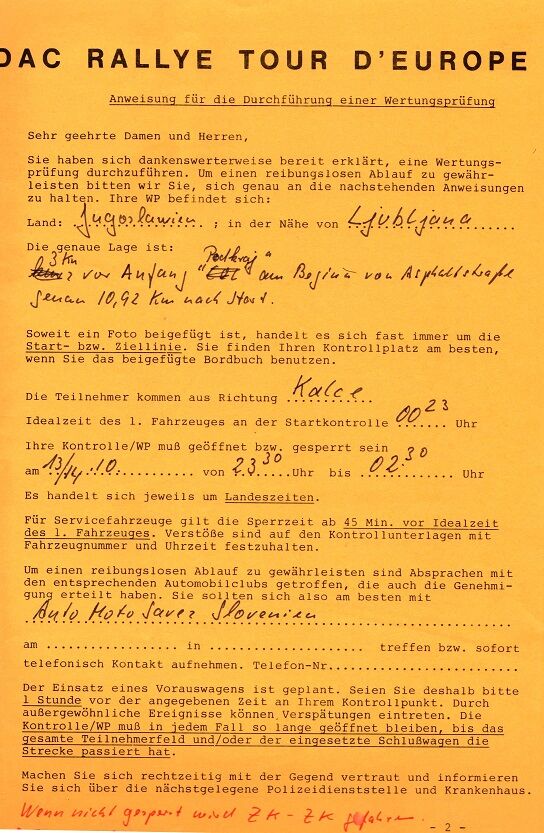 DAC RALLYE TOUR D'EUROPE
Anweisung für die Durchführung einer Wertungsprüfung
Sehr geehrte Damen und Herren,
Sie haben sich dankenswerterweise bereit erklärt, eine Wertungs-
prüfung durchzuführen. Um einen reibungslosen Ablauf zu gewähr-
leisten bitten wir Sie, sich genau an die nachstehenden Anweisungen
zu halten. Ihre WP befindet sich:
Land: Jugoslawien ; in der Nähe von Ljubljana
Die genaue Lage ist:
3 Km vor Anfang "Podkraj" am Beginn von Asphaltstraße
genau 10,92 Km nach Start.
Soweit ein Foto beigefügt ist, handelt es sich fast immer um die
Start- bzw. Ziellinie. Sie finden Ihren Kontrollplatz am besten,
wenn Sie das beigefügte Bordbuch benutzen.
Die Teilnehmer kommen aus Richtung Kalce
Idealzeit des 1. Fahrzeuges an der Startkontrolle 00 23 Uhr
Ihre Kontrolle/WP muß geöffnet bzw. gesperrt sein
am 13/14.10. von 23 30 Uhr bis 02.30 Uhr
Es handelt sich jeweils um Landeszeiten.
Für Servicefahrzeuge gilt die Sperrzeit ab 45 Min. vor Idealzeit
des 1. Fahrzeuges. Verstöße sind auf den Kontrollunterlagen mit
Fahrzeugnummer und Uhrzeit festzuhalten.
Um einen reibungslosen Ablauf zu gewährleisten sind Absprachen mit
den entsprechenden Automobilclubs getroffen, die auch die Genehmi-
gung erteilt haben. Sie sollten sich also am besten mit
Auto Moto Savez Slovenien
am .................. in ..................... treffen bzw. sofort
telefonisch Kontakt aufnehmen. Telefon-Nr.........................
Der Einsatz eines Vorauswagens ist geplant. Seien Sie deshalb bitte
1 Stunde vor der angegebenen Zeit an Ihrem Kontrollpunkt. Durch
außergewöhnliche Ereignisse können Verspätungen eintreten. Die
Kontrolle/WP muß in jedem Fall so lange geöffnet bleiben, bis das
gesamte Teilnehmerfeld und/oder der eingesetzte Schlußwagen die
Strecke passiert hat.
Machen Sie sich rechtzeitig mit der Gegend vertraut und informieren
Sie sich über die nächstgelegene Polizeidienststelle und Krankenhaus.
Wenn nicht gesperrt wird ZK - ZK gefahren.
- 2 -